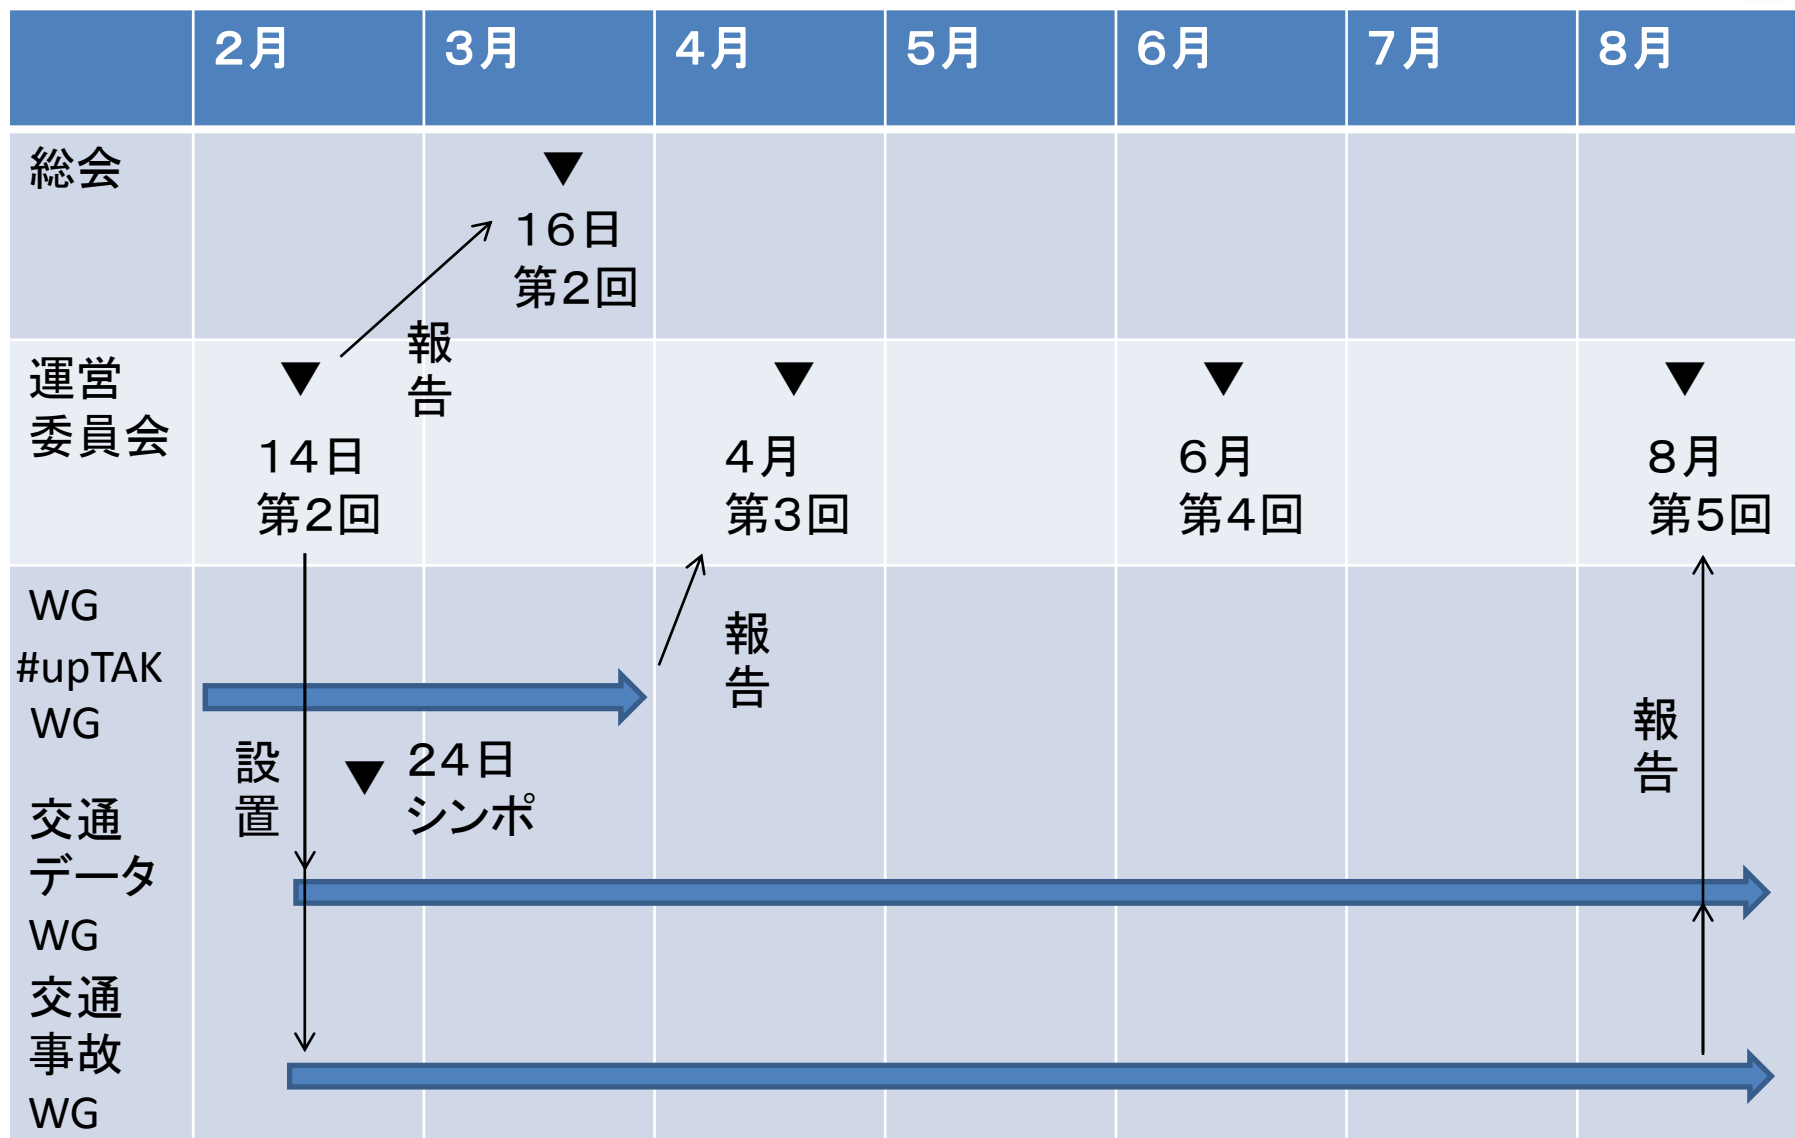 ２月 ３月 ４月 ５月 ６月 ７月 ８月
総会
１６日
第２回
報告
運営
委員会
１４日
第２回
４月
第３回
６月
第４回
８月
第５回
WG
#upTAK
WG
報告
設置
２４日
シンポ
報告
交通
データ
WG
交通
事故
WG